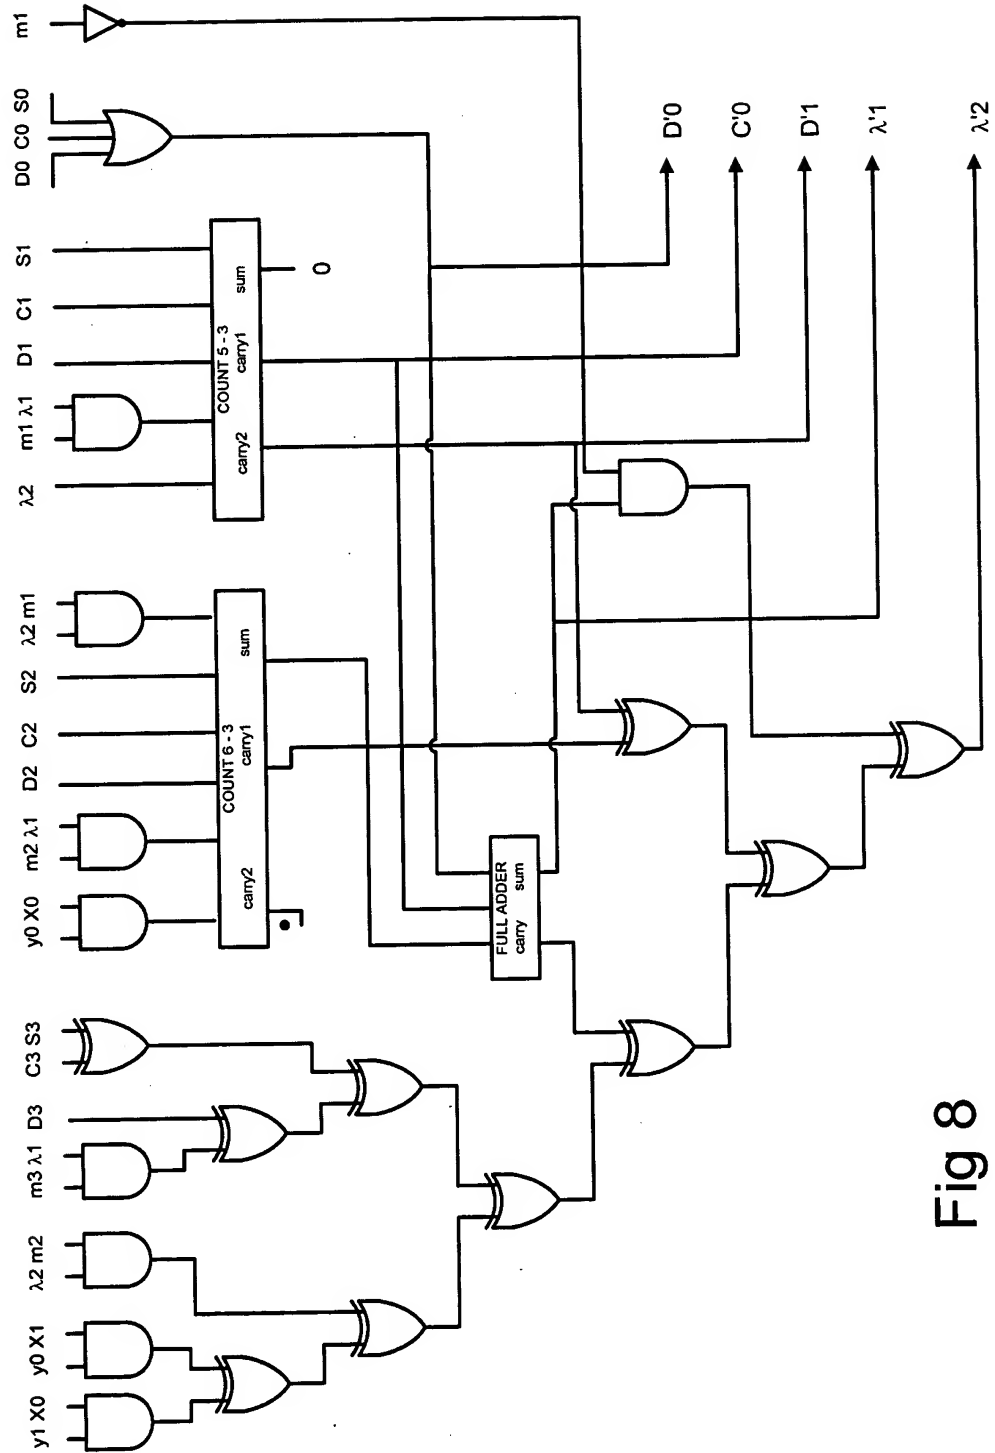 m1
D0 C0 S0
S1
C1
D1
m1 λ1
λ2
COUNT 5 - 3
carry2
carry1
sum
0
λ2 m1
S2
C2
D2
m2 λ1
y0 X0
COUNT 6 - 3
carry2
carry1
sum
C3 S3
D3
m3 λ1
λ2 m2
y0 X1
y1 X0
FULL ADDER
carry
sum
D'0
C'0
D'1
λ'1
λ'2
Fig 8